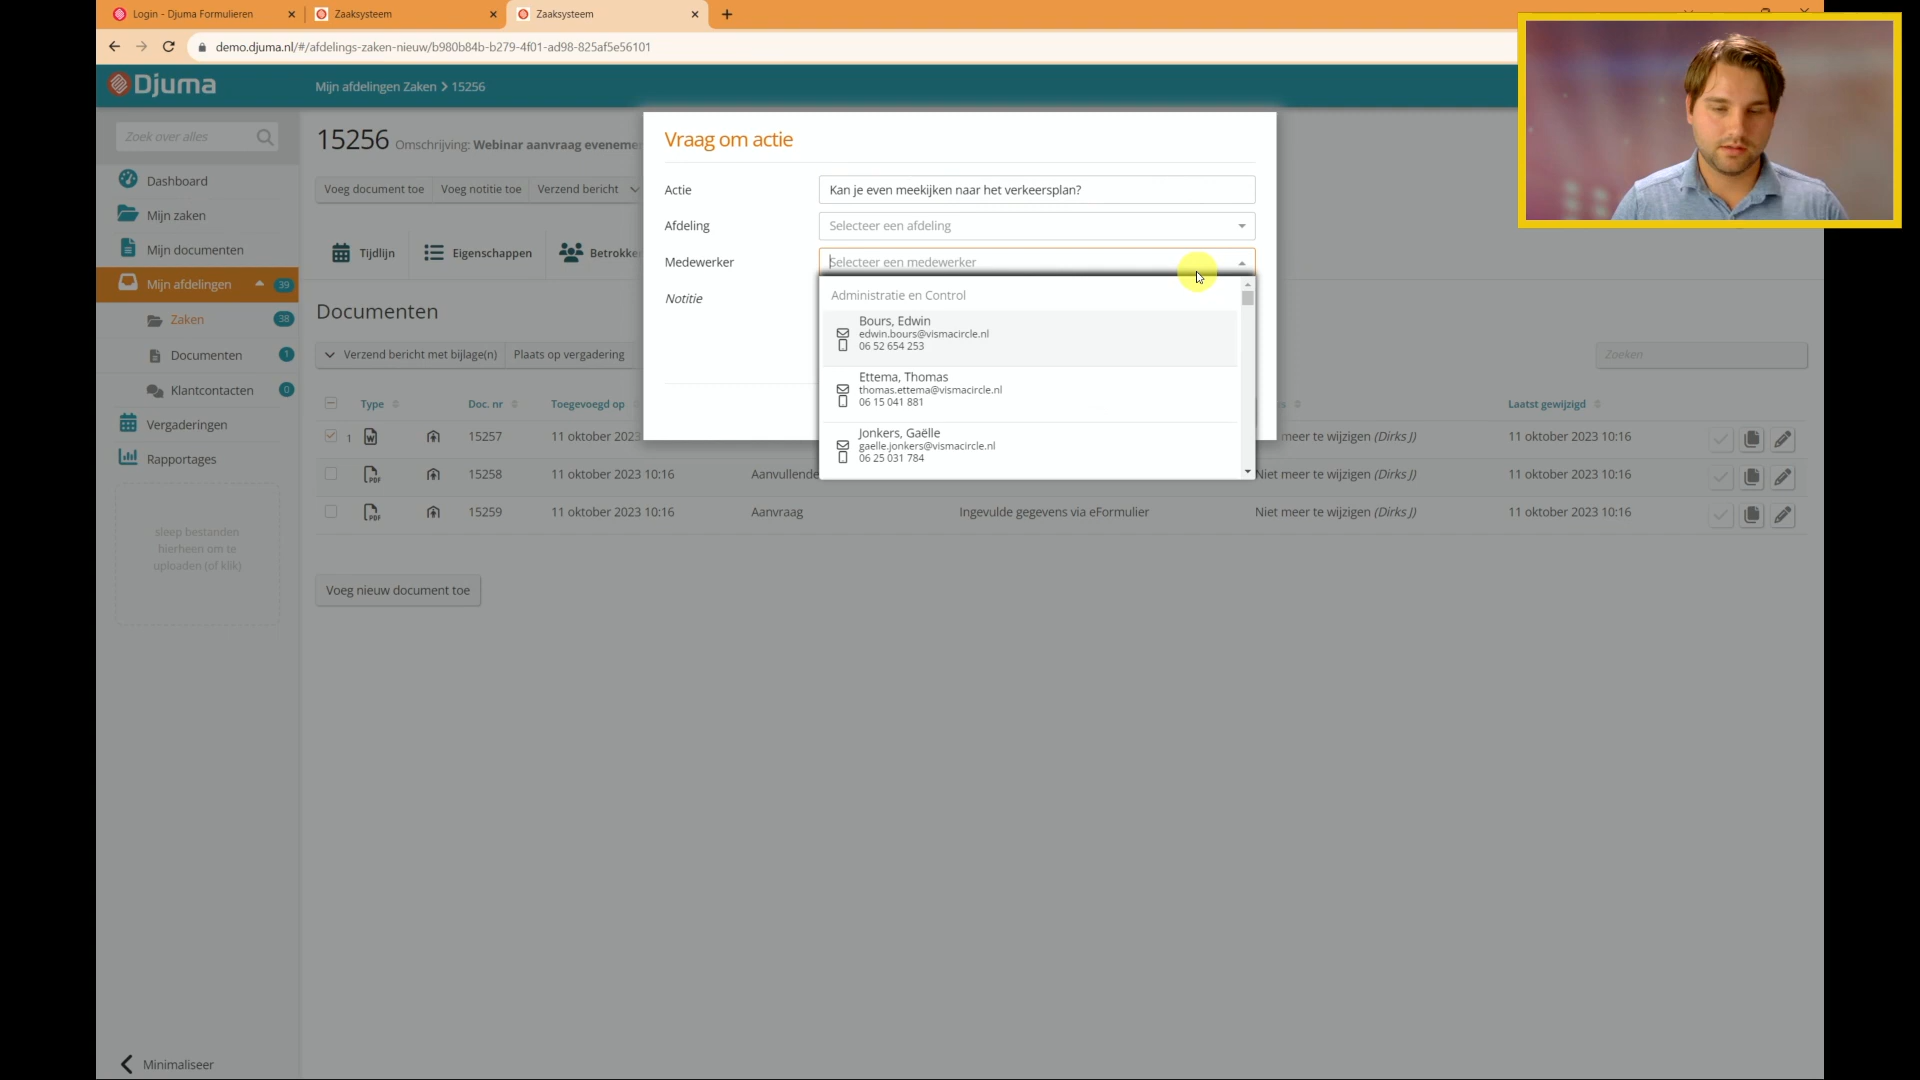 Login - Djuma Formulieren
Zaaksysteem
Zaaksysteem
demo.djuma.nl/#/afdelings-zaken-nieuw/b980b84b-b279-4f01-ad98-825af5e56101
Djuma
Mijn afdelingen Zaken > 15256
Zoek over alles
Dashboard
Mijn zaken
Mijn documenten
Mijn afdelingen 39
Zaken 38
Documenten 1
Klantcontacten 0
Vergaderingen
Rapportages
sleep bestanden
hierheen om te
uploaden (of klik)
Minimaliseer
15256 Omschrijving: Webinar aanvraag eveneme
Voeg document toe Voeg notitie toe Verzend bericht
Tijdlijn Eigenschappen Betrokke
Documenten
Verzend bericht met bijlage(n) Plaats op vergadering
Zoeken
Type Doc. nr Toegevoegd op Laatst gewijzigd
1 15257 11 oktober 2023 meer te wijzigen (Dirks J) 11 oktober 2023 10:16
15258 11 oktober 2023 10:16 Aanvullende Niet meer te wijzigen (Dirks J) 11 oktober 2023 10:16
15259 11 oktober 2023 10:16 Aanvraag Ingevulde gegevens via eFormulier Niet meer te wijzigen (Dirks J) 11 oktober 2023 10:16
Voeg nieuw document toe
Vraag om actie
Actie Kan je even meekijken naar het verkeersplan?
Afdeling Selecteer een afdeling
Medewerker Selecteer een medewerker
Notitie
Administratie en Control
Bours, Edwin
edwin.bours@vismacircle.nl
06 52 654 253
Ettema, Thomas
thomas.ettema@vismacircle.nl
06 15 041 881
Jonkers, Gaëlle
gaelle.jonkers@vismacircle.nl
06 25 031 784